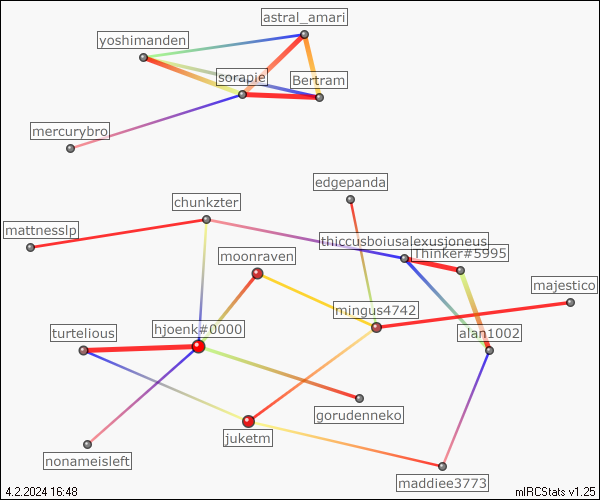 astral_amari
yoshimanden
sorapie
Bertram
mercurybro
edgepanda
chunkzter
mattnesslp
thiccusboiusalexusjoneus
Thinker#5995
moonraven
majestico
mingus4742
hjoenk#0000
turtelious
alan1002
gorudenneko
juketm
nonameisleft
maddiee3773
4.2.2024 16:48
mIRCStats v1.25